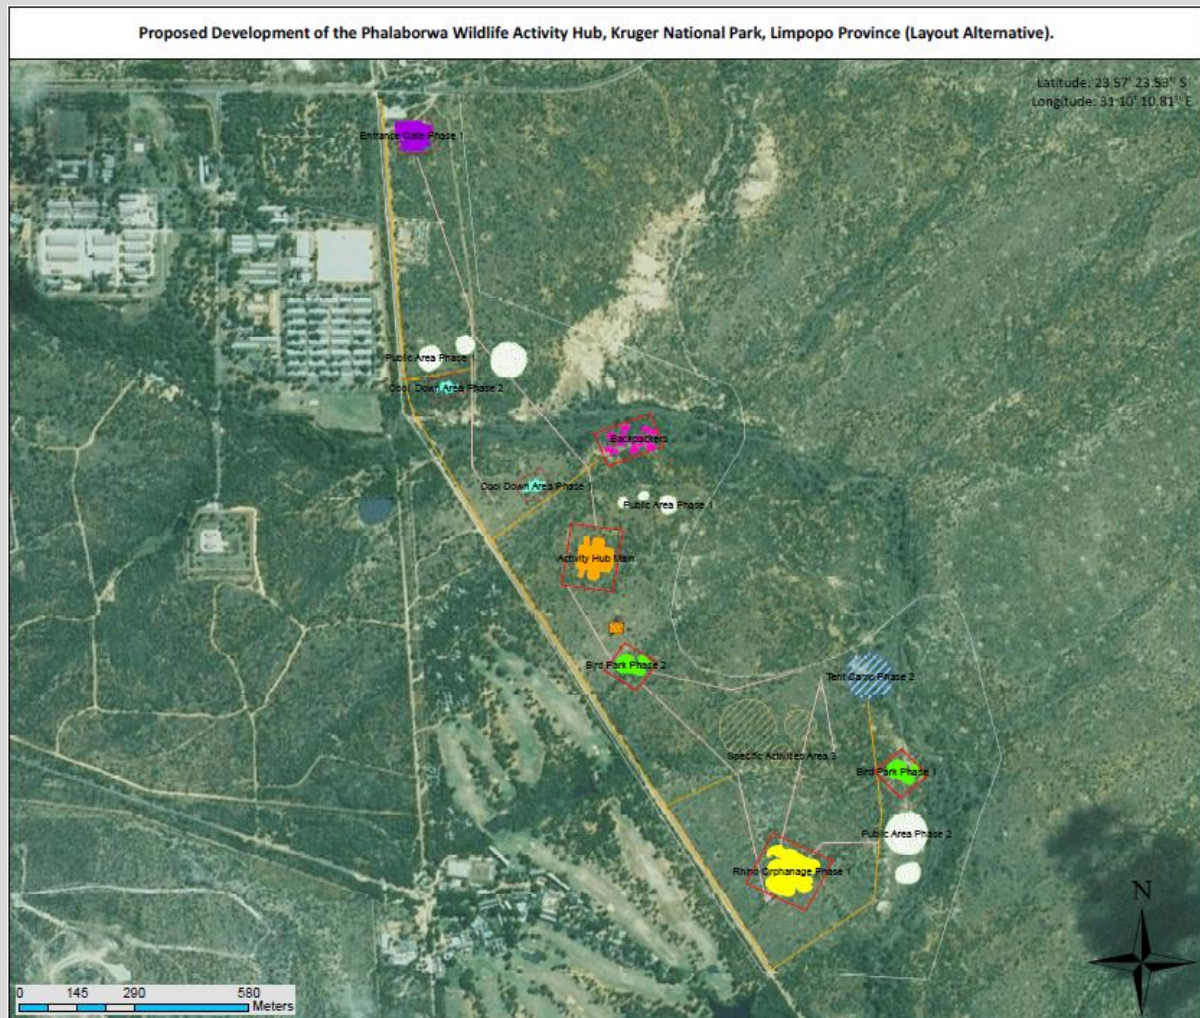 Proposed Development of the Phalaborwa Wildlife Activity Hub, Kruger National Park, Limpopo Province (Layout Alternative).
Latitude: 23 57' 23.53" S
Longitude: 31 10' 10.81" E
Entrance Gate Phase 1
Public Area Phase 1
Cool Down Area Phase 2
Backpackers
Cool Down Area Phase 1
Public Area Phase 1
Activity Hub Main
Bird Park Phase 2
Tent Camp Phase 2
Specific Activites Area 3
Bird Park Phase 1
Public Area Phase 2
Rhino Orphanage Phase 1
N
0 145 290 580
Meters